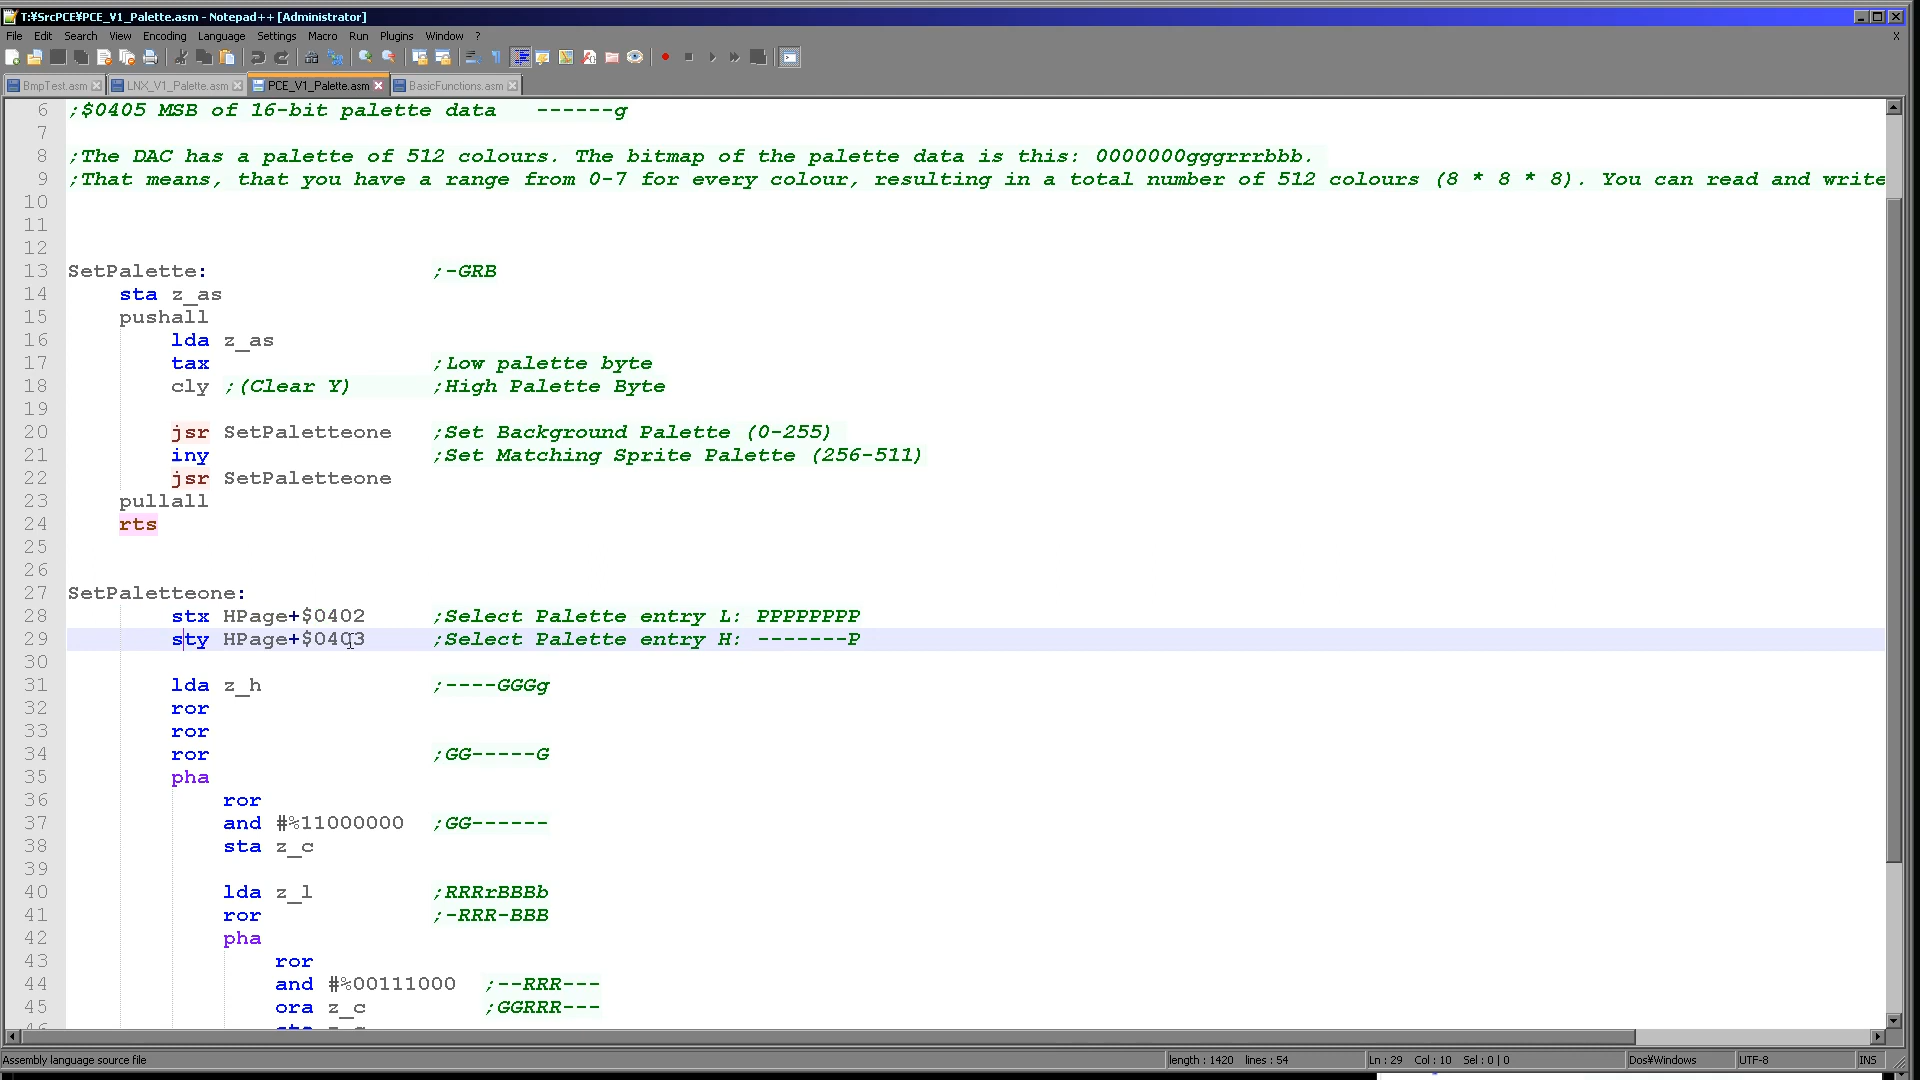 T:¥SrcPCE¥PCE_V1_Palette.asm - Notepad++ [Administrator]
File Edit Search View Encoding Language Settings Macro Run Plugins Window ? X
BmpTest.asm LNX_V1_Palette.asm PCE_V1_Palette.asm BasicFunctions.asm
6 ;$0405 MSB of 16-bit palette data   ------g
7
8 ;The DAC has a palette of 512 colours. The bitmap of the palette data is this: 0000000gggrrrbbb.
9 ;That means, that you have a range from 0-7 for every colour, resulting in a total number of 512 colours (8 * 8 * 8). You can read and write
10
11
12
13 SetPalette: ;-GRB
14 sta z_as
15 pushall
16 lda z_as
17 tax ;Low palette byte
18 cly ;(Clear Y) ;High Palette Byte
19
20 jsr SetPaletteone ;Set Background Palette (0-255)
21 iny ;Set Matching Sprite Palette (256-511)
22 jsr SetPaletteone
23 pullall
24 rts
25
26
27 SetPaletteone:
28 stx HPage+$0402 ;Select Palette entry L: PPPPPPPP
29 sty HPage+$0403 ;Select Palette entry H: -------P
30
31 lda z_h ;----GGGg
32 ror
33 ror
34 ror ;GG-----G
35 pha
36 ror
37 and #%11000000 ;GG------
38 sta z_c
39
40 lda z_l ;RRRrBBBb
41 ror ;-RRR-BBB
42 pha
43 ror
44 and #%00111000 ;--RRR---
45 ora z_c ;GGRRR---
Assembly language source file length : 1420 lines : 54 Ln : 29 Col : 10 Sel : 0 | 0 Dos¥Windows UTF-8 INS